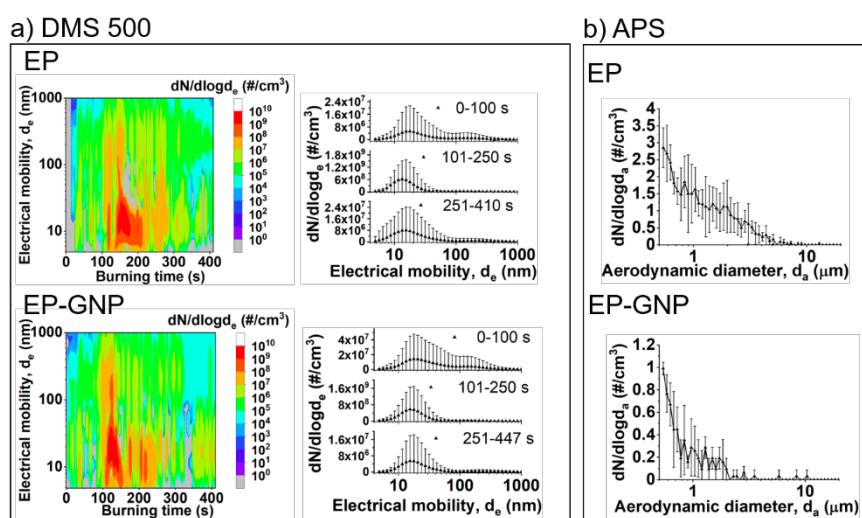 a) DMS 500
EP
dN/dlogdₑ (#/cm³)
Electrical mobility, dₑ (nm)
1000
100
10
10¹⁰
10⁹
10⁸
10⁷
10⁶
10⁵
10⁴
10³
10²
10¹
10⁰
0 100 200 300 400
Burning time (s)
dN/dlogdₑ (#/cm³)
2.4x10⁷
1.6x10⁷
8x10⁶
0
0-100 s
1.8x10⁹
1.2x10⁹
6x10⁸
0
101-250 s
2.4x10⁷
1.6x10⁷
8x10⁶
0
251-410 s
10 100 1000
Electrical mobility, dₑ (nm)
EP-GNP
dN/dlogdₑ (#/cm³)
Electrical mobility, dₑ (nm)
1000
100
10
10¹⁰
10⁹
10⁸
10⁷
10⁶
10⁵
10⁴
10³
10²
10¹
10⁰
0 100 200 300 400
Burning time (s)
dN/dlogdₑ (#/cm³)
4x10⁷
2x10⁷
0
0-100 s
1.6x10⁹
8x10⁸
0
101-250 s
1.6x10⁷
8x10⁶
0
251-447 s
10 100 1000
Electrical mobility, dₑ (nm)
b) APS
EP
dN/dlogdₐ (#/cm³)
4
3.5
3
2.5
2
1.5
1
0.5
0
1 10
Aerodynamic diameter, dₐ (μm)
EP-GNP
dN/dlogdₐ (#/cm³)
1.2
1
0.8
0.6
0.4
0.2
0
1 10
Aerodynamic diameter, dₐ (μm)